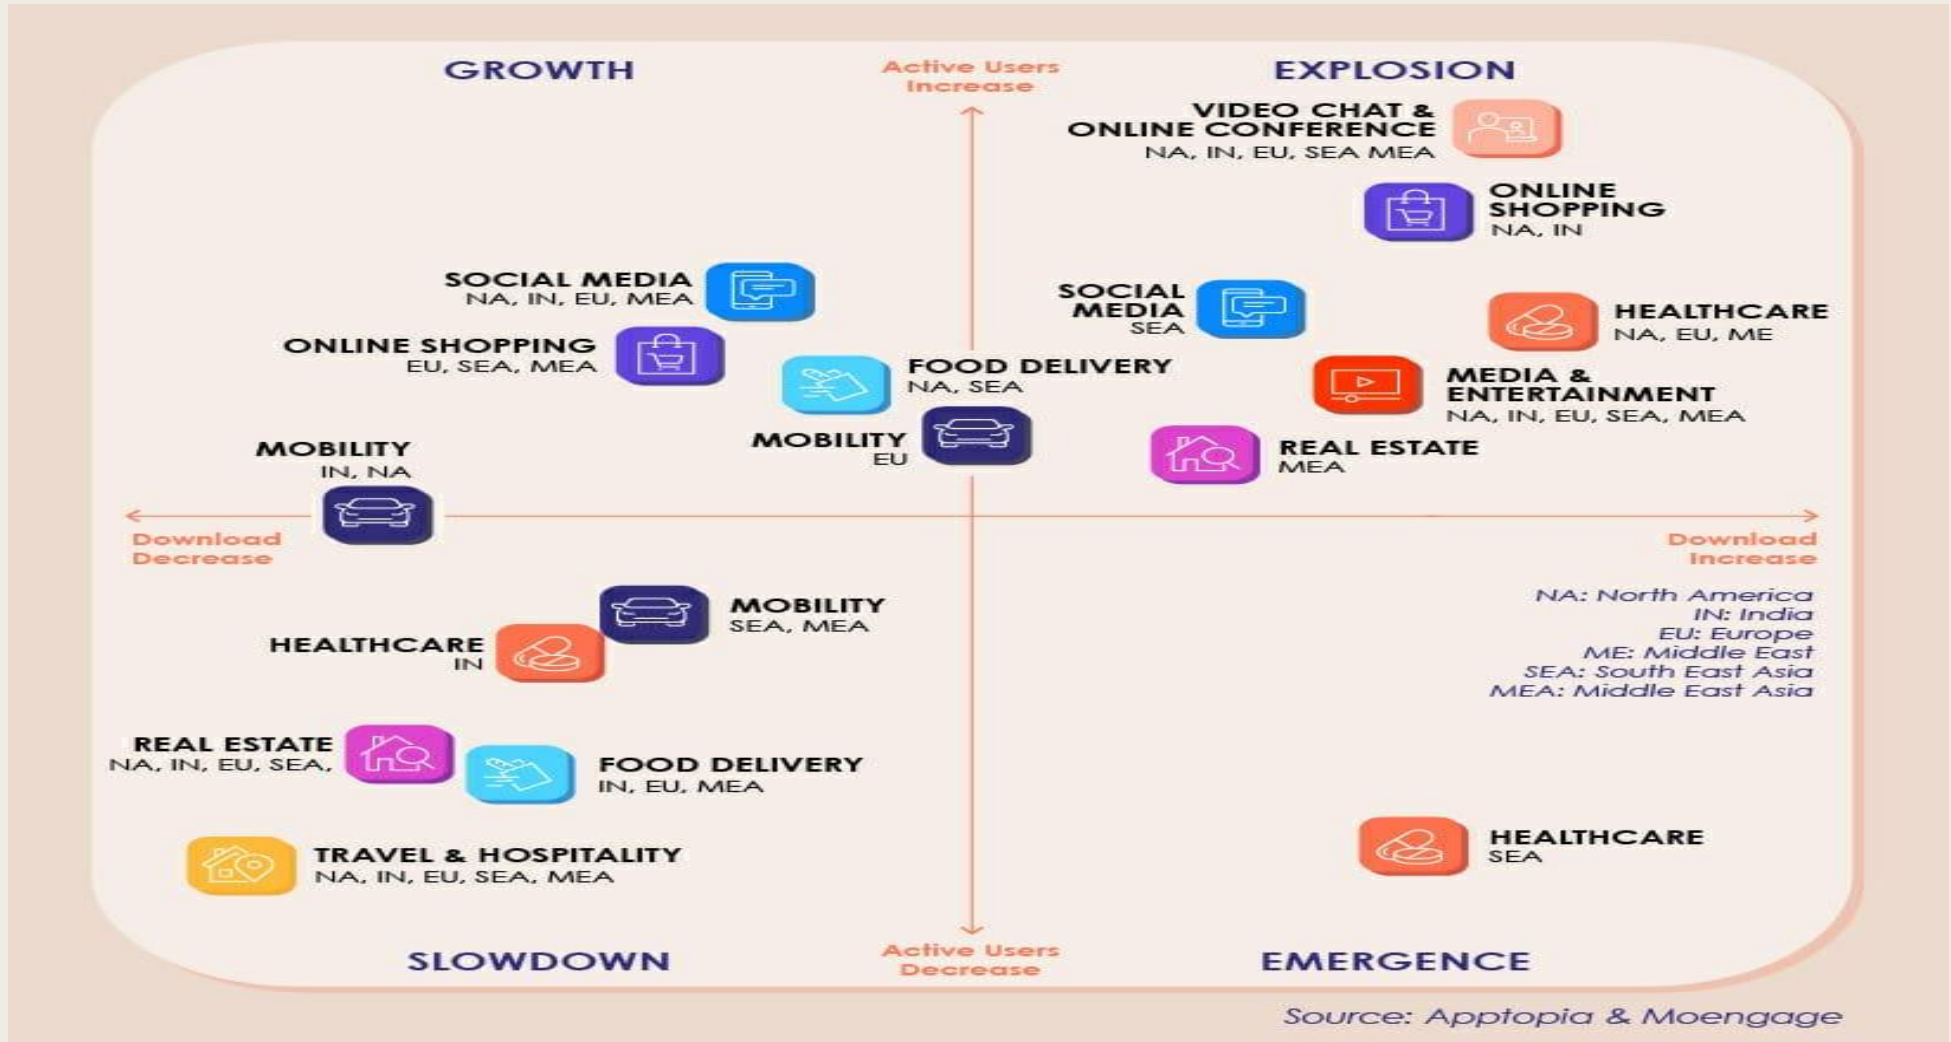 GROWTH
Active Users
Increase
EXPLOSION
VIDEO CHAT &
ONLINE CONFERENCE
NA, IN, EU, SEA MEA
ONLINE
SHOPPING
NA, IN
SOCIAL MEDIA
NA, IN, EU, MEA
SOCIAL
MEDIA
SEA
HEALTHCARE
NA, EU, ME
ONLINE SHOPPING
EU, SEA, MEA
FOOD DELIVERY
NA, SEA
MEDIA &
ENTERTAINMENT
NA, IN, EU, SEA, MEA
MOBILITY
IN, NA
MOBILITY
EU
REAL ESTATE
MEA
Download
Decrease
Download
Increase
NA: North America
IN: India
EU: Europe
ME: Middle East
SEA: South East Asia
MEA: Middle East Asia
MOBILITY
SEA, MEA
HEALTHCARE
IN
REAL ESTATE
NA, IN, EU, SEA,
FOOD DELIVERY
IN, EU, MEA
TRAVEL & HOSPITALITY
NA, IN, EU, SEA, MEA
HEALTHCARE
SEA
SLOWDOWN
Active Users
Decrease
EMERGENCE
Source: Apptopia & Moengage